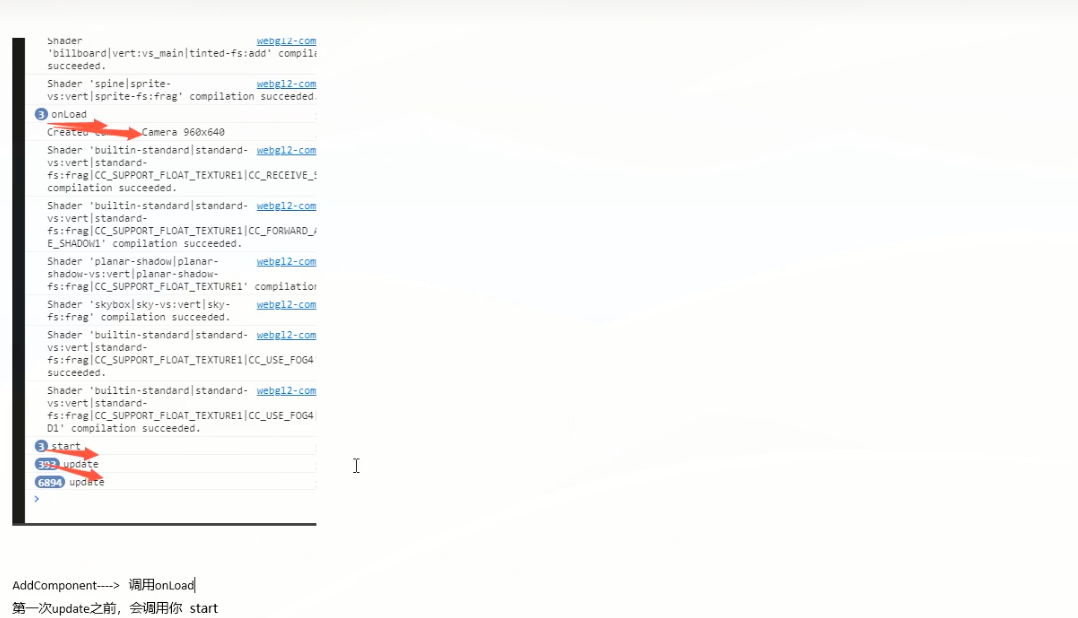 Shader webgl2-com
'billboard|vert:vs_main|tinted-fs:add' compila
succeeded.
Shader 'spine|sprite- webgl2-com
vs:vert|sprite-fs:frag' compilation succeeded.
3 onLoad
Created Camera 960x640
Shader 'builtin-standard|standard- webgl2-com
vs:vert|standard-
fs:frag|CC_SUPPORT_FLOAT_TEXTURE1|CC_RECEIVE_S
compilation succeeded.
Shader 'builtin-standard|standard- webgl2-com
vs:vert|standard-
fs:frag|CC_SUPPORT_FLOAT_TEXTURE1|CC_FORWARD_A
E_SHADOW1' compilation succeeded.
Shader 'planar-shadow|planar- webgl2-com
shadow-vs:vert|planar-shadow-
fs:frag|CC_SUPPORT_FLOAT_TEXTURE1' compilation
Shader 'skybox|sky-vs:vert|sky- webgl2-com
fs:frag' compilation succeeded.
Shader 'builtin-standard|standard- webgl2-com
vs:vert|standard-
fs:frag|CC_SUPPORT_FLOAT_TEXTURE1|CC_USE_FOG4'
succeeded.
Shader 'builtin-standard|standard- webgl2-com
vs:vert|standard-
fs:frag|CC_SUPPORT_FLOAT_TEXTURE1|CC_USE_FOG4|
D1' compilation succeeded.
3 start
393 update
6894 update
AddComponent----> 调用onLoad
第一次update之前，会调用你 start